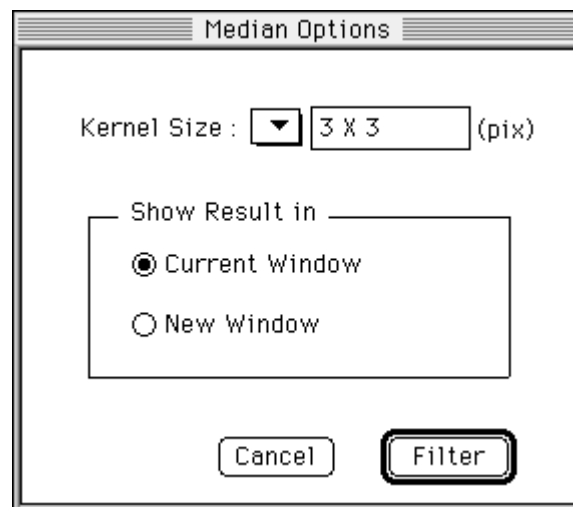 Median Options
Kernel Size : 3 X 3 (pix)
Show Result in
Current Window
New Window
Cancel Filter